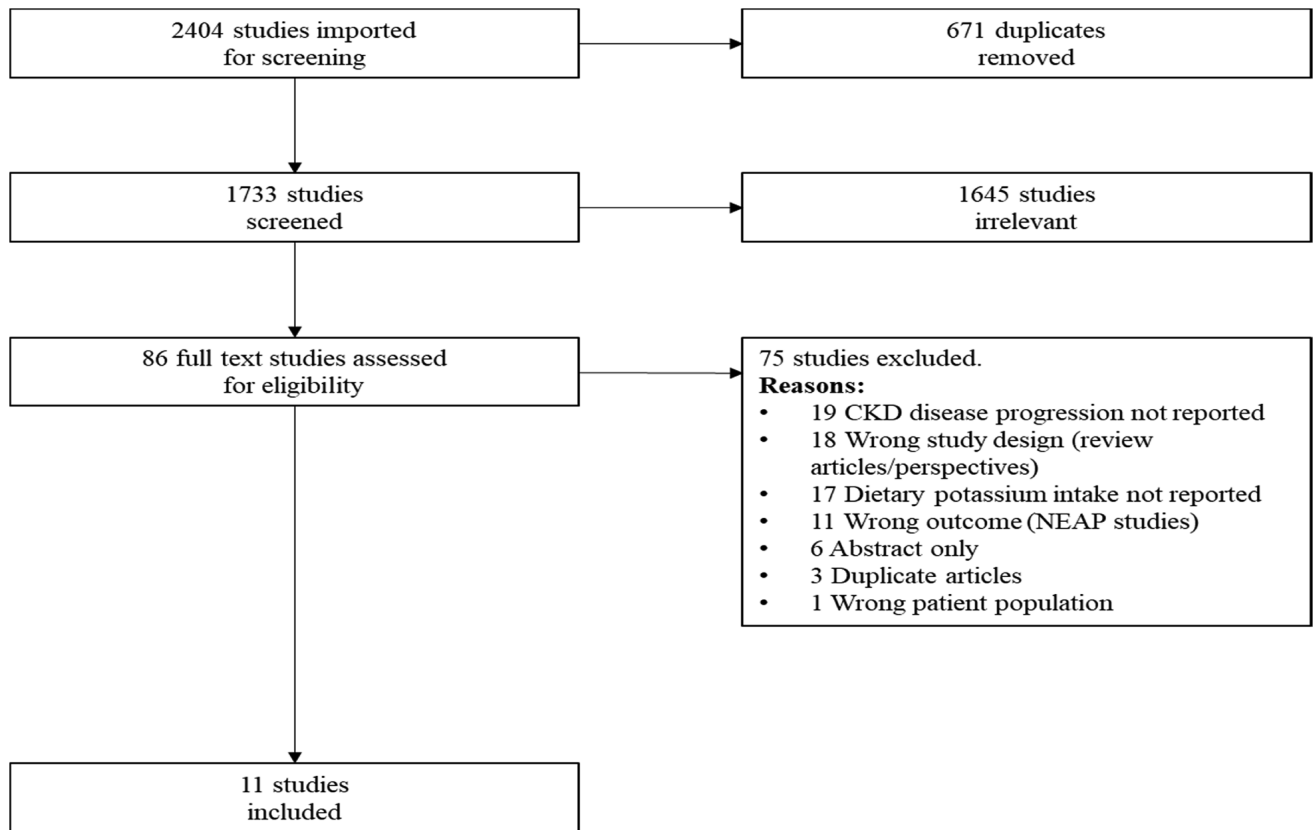 2404 studies imported
for screening
671 duplicates
removed
1733 studies
screened
1645 studies
irrelevant
86 full text studies assessed
for eligibility
75 studies excluded.
Reasons:
• 19 CKD disease progression not reported
• 18 Wrong study design (review
articles/perspectives)
• 17 Dietary potassium intake not reported
• 11 Wrong outcome (NEAP studies)
• 6 Abstract only
• 3 Duplicate articles
• 1 Wrong patient population
11 studies
included